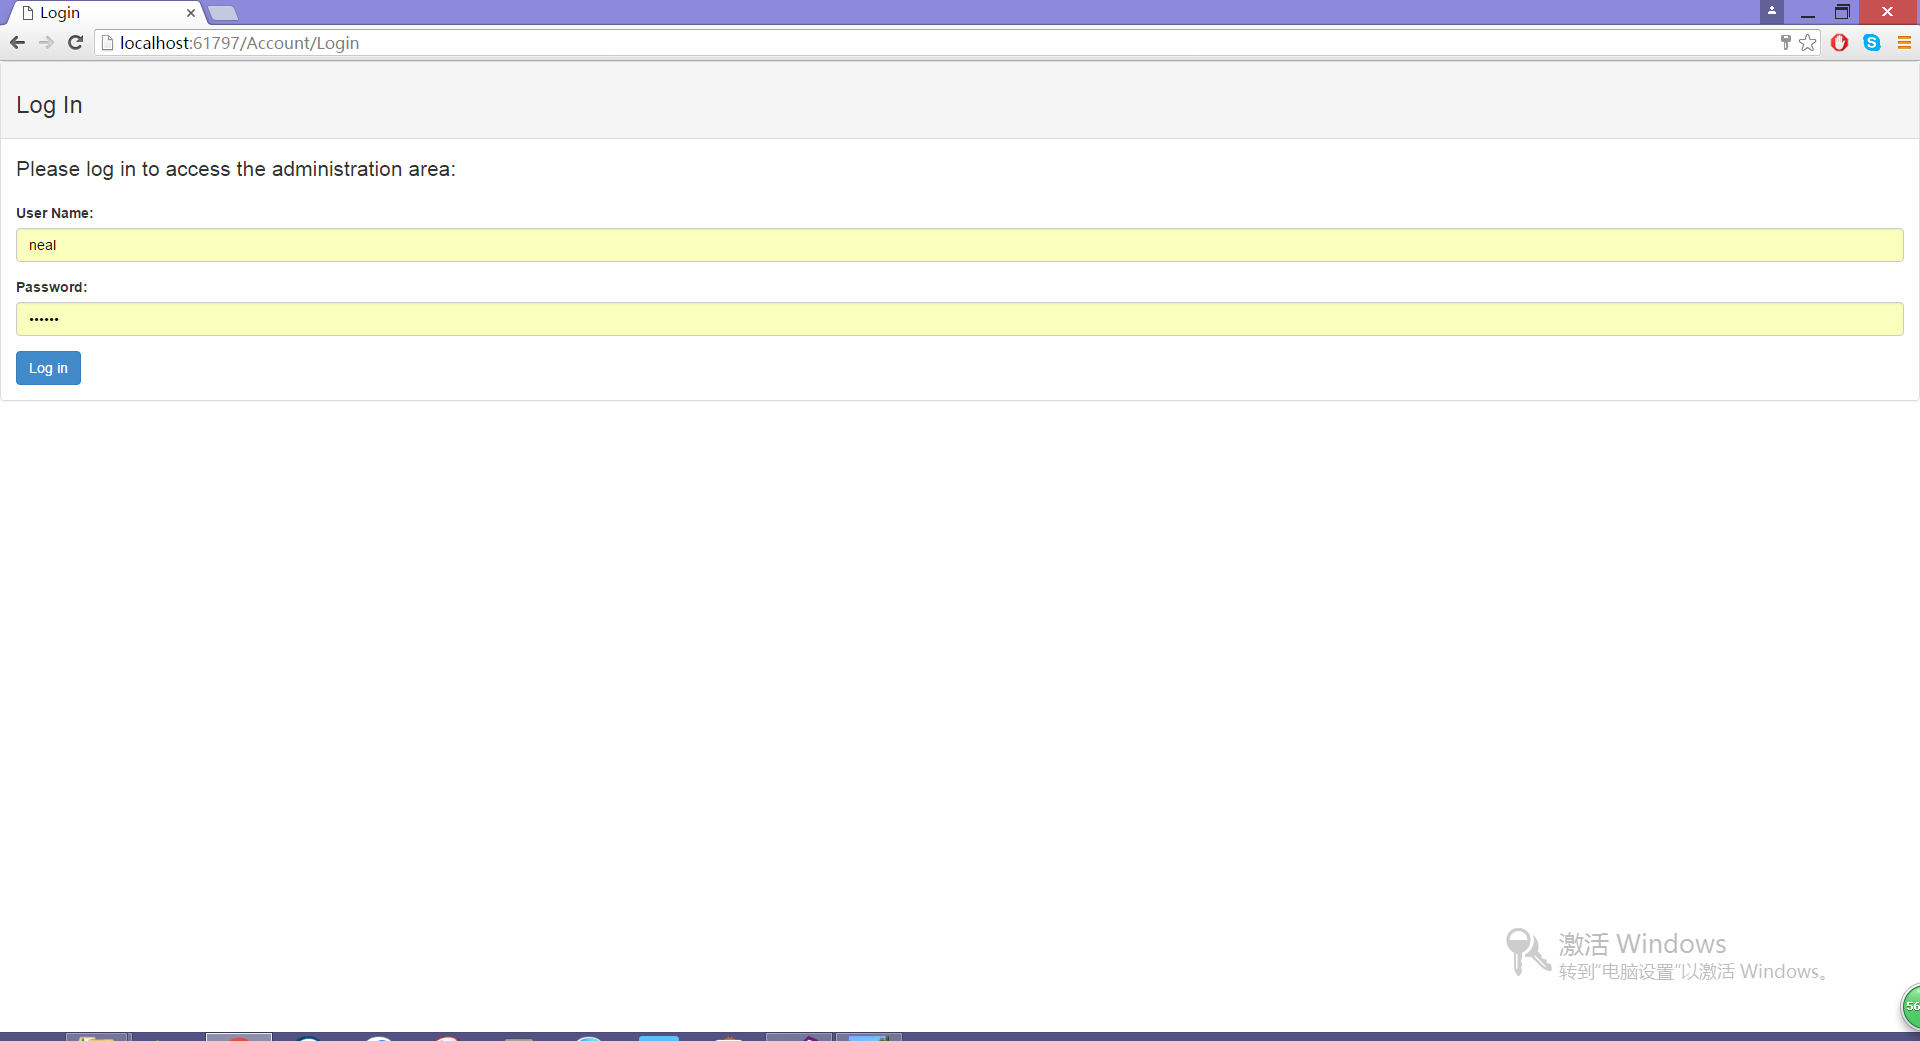 Login
localhost:61797/Account/Login
Log In
Please log in to access the administration area:
User Name:
neal
Password:
••••••
Log in
激活 Windows
转到“电脑设置”以激活 Windows。
56